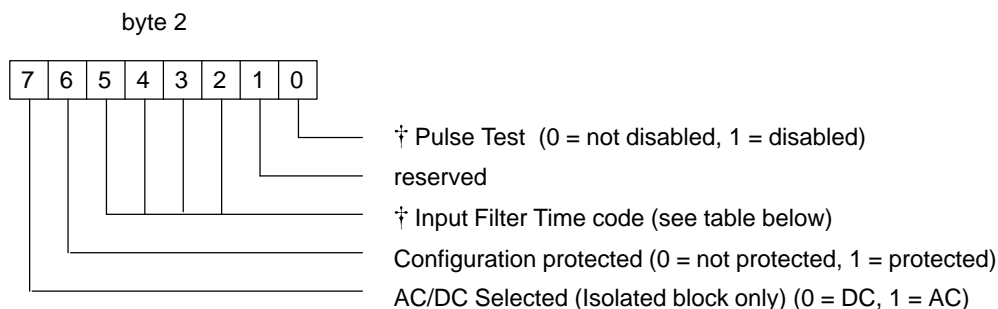 byte 2
7 6 5 4 3 2 1 0
† Pulse Test (0 = not disabled, 1 = disabled)
reserved
† Input Filter Time code (see table below)
Configuration protected (0 = not protected, 1 = protected)
AC/DC Selected (Isolated block only) (0 = DC, 1 = AC)